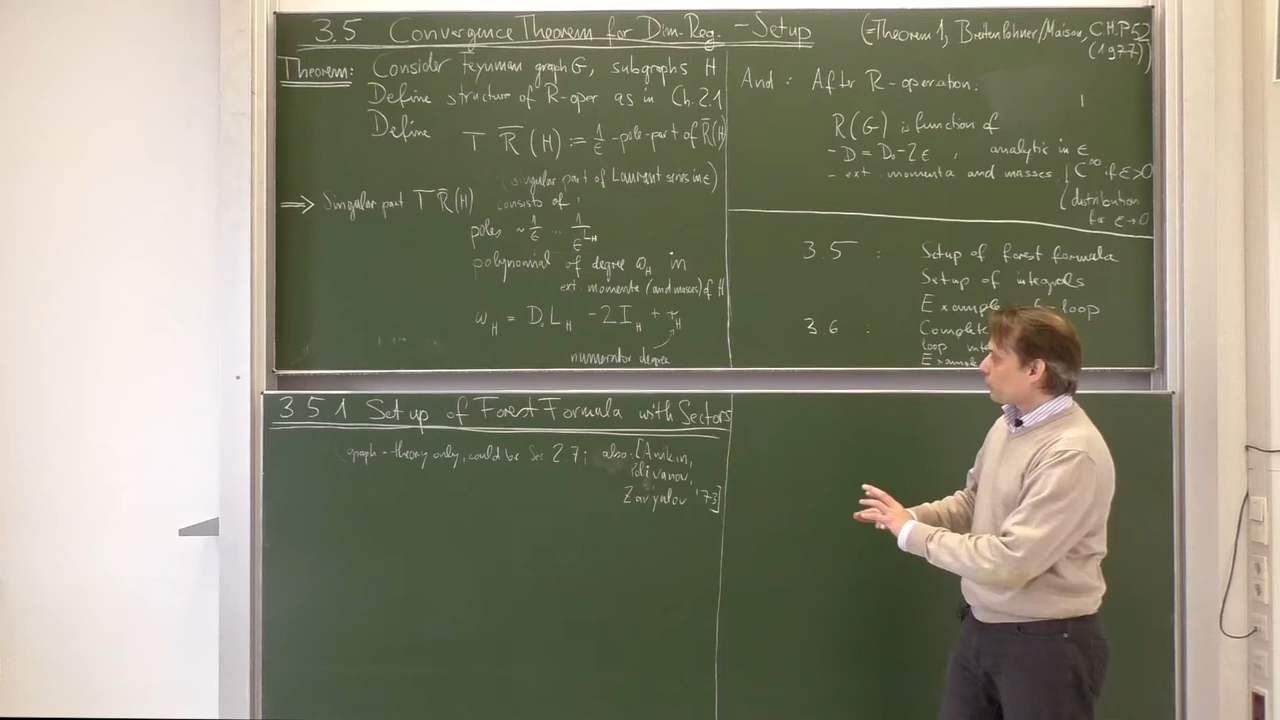 3.5 Convergence Theorem for Dim. Reg. - Setup
(=Theorem 1, Breitenlohner/Maison, C.M.P. 52
(1977))
Theorem: Consider Feynman graph G, subgraphs H
Define structure of R-oper as in Ch. 2.1
Define T R̅(H) := 1/ε -pole-part of R̅(H)
(singular part of Laurent series in ε)
⇒ Singular part T R̅(H) consists of:
poles ~ 1/ε ... 1/ε^{L_H}
polynomial of degree ω_H in
ext. momenta (and masses) of H
ω_H = D₀ L_H - 2 I_H + r_H
numerator degree
And: After R-operation:
R(G) is function of
- D = D₀ - 2ε, analytic in ε
- ext. momenta and masses { C^∞ if ε>0
distribution
for ε→0
3.5 : Setup of forest formula
Setup of integrals
Example loop
3.6 : Complete
loop
Example
3.5.1 Setup of Forest Formula with Sectors
(graph-theory only, could be Sec 2.7; also: [Anikin,
Polivanov,
Zavyalov '73]